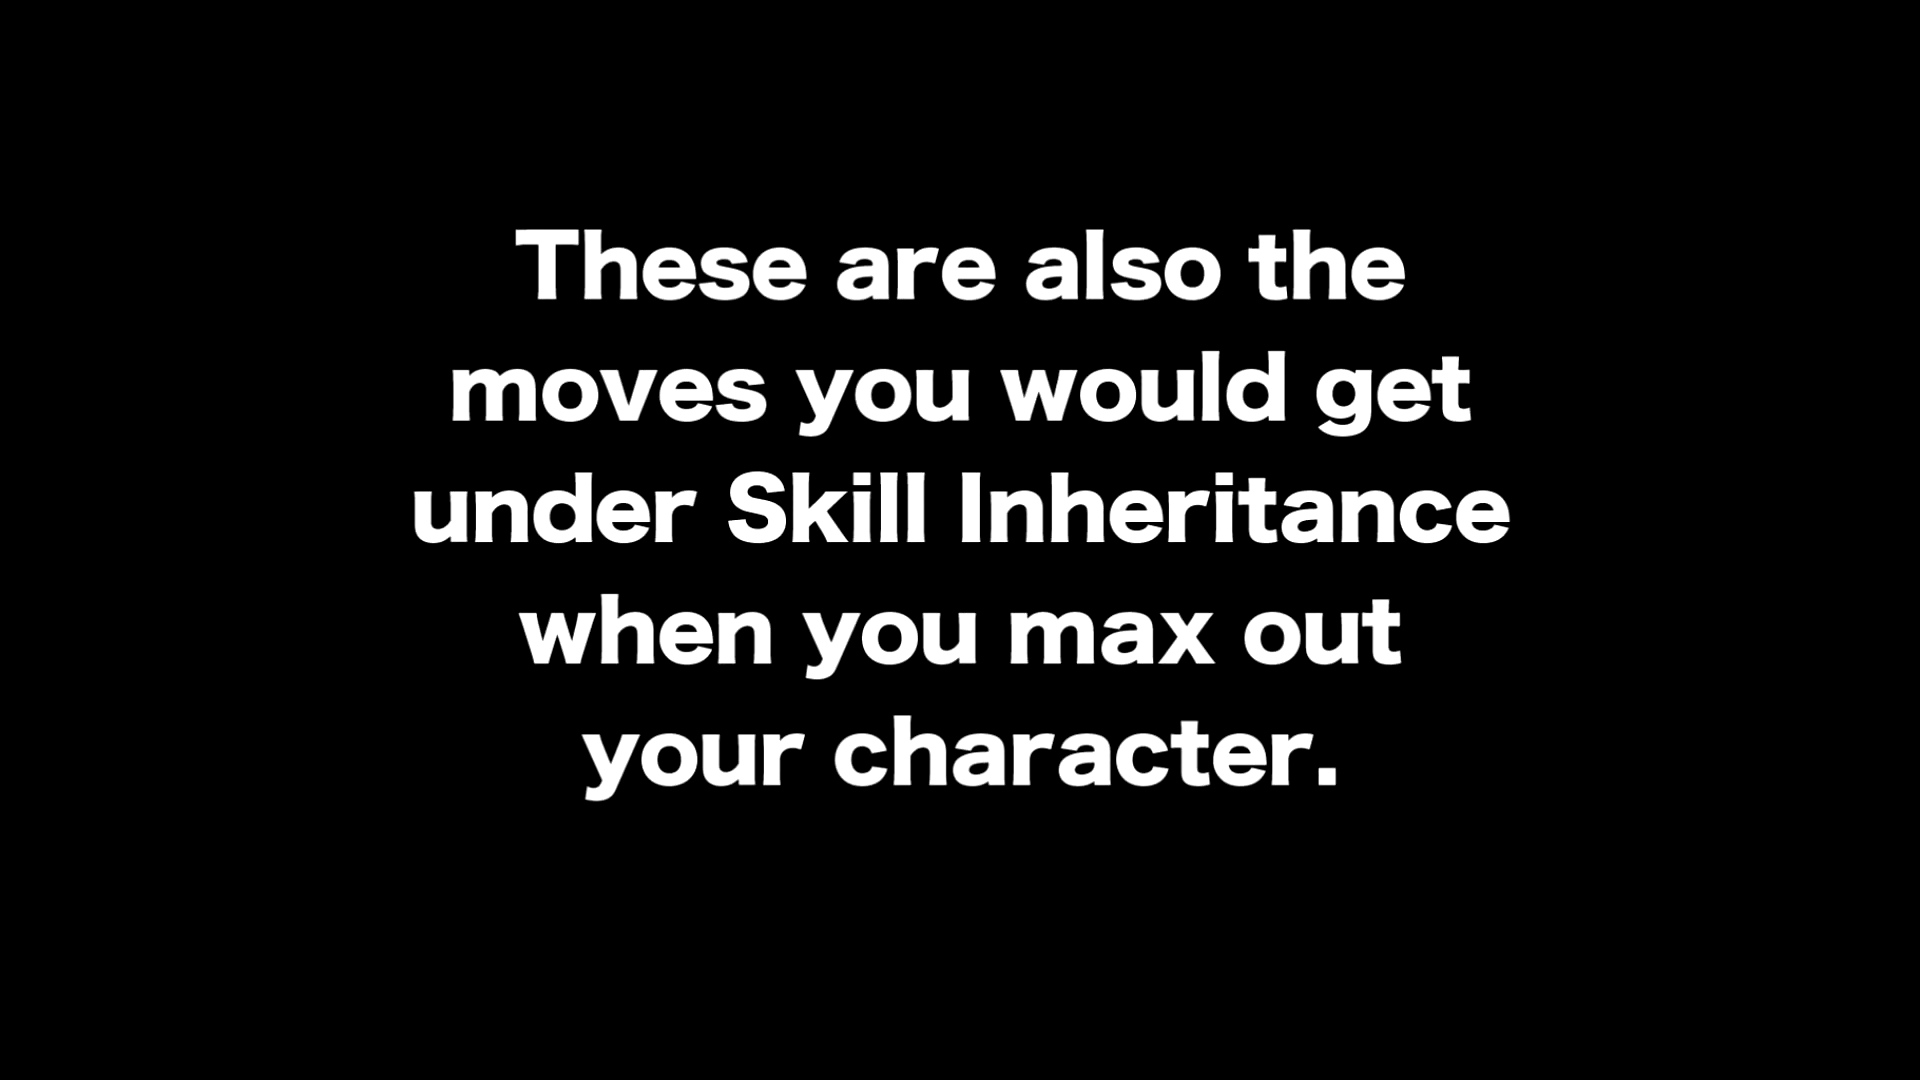 These are also the
moves you would get
under Skill Inheritance
when you max out
your character.